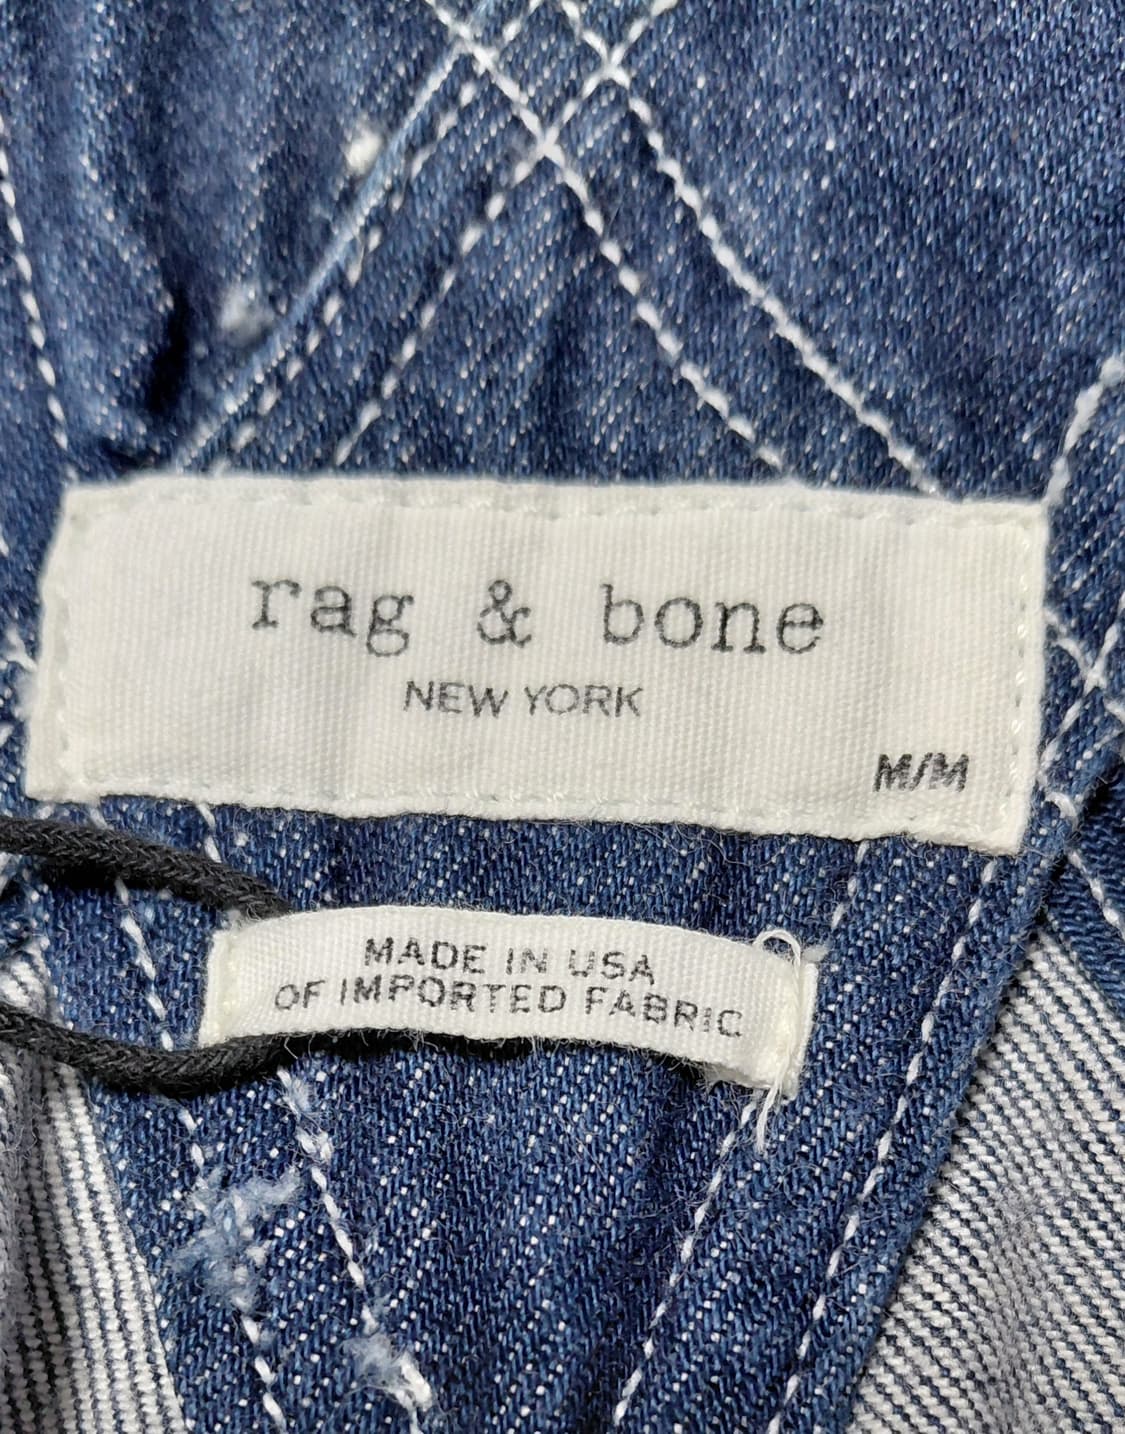 rag & bone
NEW YORK
M/M
MADE IN USA
OF IMPORTED FABRIC